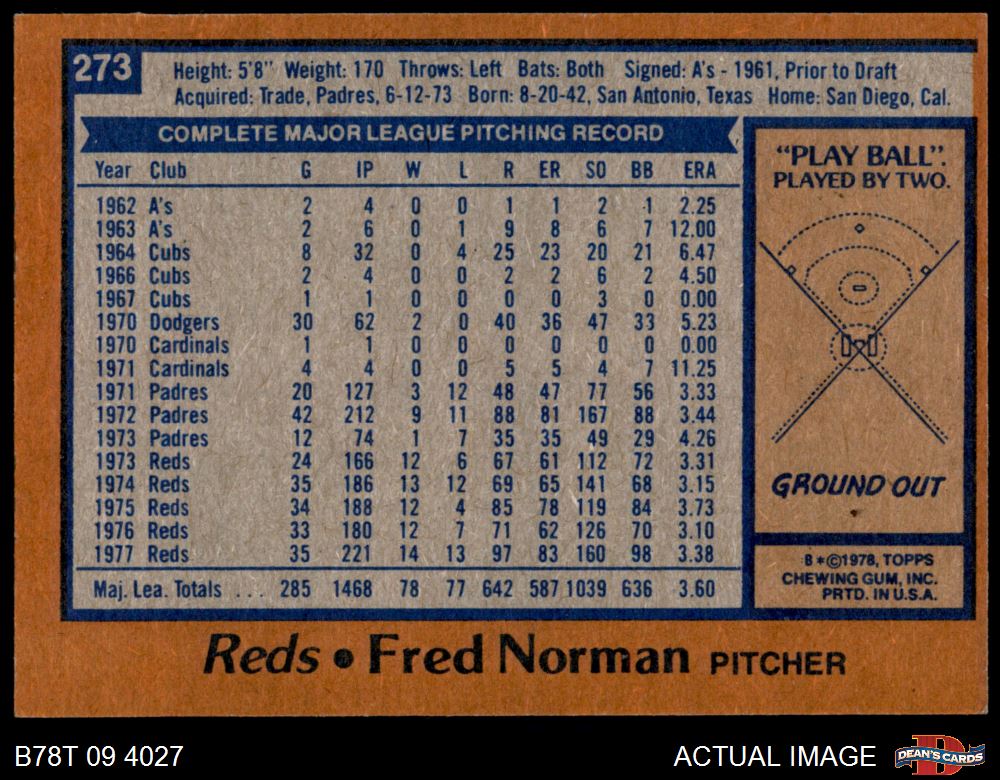 273
Height: 5'8" Weight: 170 Throws: Left Bats: Both Signed: A's - 1961, Prior to Draft
Acquired: Trade, Padres, 6-12-73 Born: 8-20-42, San Antonio, Texas Home: San Diego, Cal.
COMPLETE MAJOR LEAGUE PITCHING RECORD
Year Club G IP W L R ER SO BB ERA
1962 A's 2 4 0 0 1 1 2 1 2.25
1963 A's 2 6 0 1 9 8 6 7 12.00
1964 Cubs 8 32 0 4 25 23 20 21 6.47
1966 Cubs 2 4 0 0 2 2 6 2 4.50
1967 Cubs 1 1 0 0 0 0 3 0 0.00
1970 Dodgers 30 62 2 0 40 36 47 33 5.23
1970 Cardinals 1 1 0 0 0 0 0 0 0.00
1971 Cardinals 4 4 0 0 5 5 4 7 11.25
1971 Padres 20 127 3 12 48 47 77 56 3.33
1972 Padres 42 212 9 11 88 81 167 88 3.44
1973 Padres 12 74 1 7 35 35 49 29 4.26
1973 Reds 24 166 12 6 67 61 112 72 3.31
1974 Reds 35 186 13 12 69 65 141 68 3.15
1975 Reds 34 188 12 4 85 78 119 84 3.73
1976 Reds 33 180 12 7 71 62 126 70 3.10
1977 Reds 35 221 14 13 97 83 160 98 3.38
Maj. Lea. Totals . . . 285 1468 78 77 642 587 1039 636 3.60
"PLAY BALL".
PLAYED BY TWO.
GROUND OUT
B*©1978, TOPPS
CHEWING GUM, INC.
PRTD. IN U.S.A.
Reds • Fred Norman PITCHER
B78T 09 4027
ACTUAL IMAGE
DEAN'S CARDS